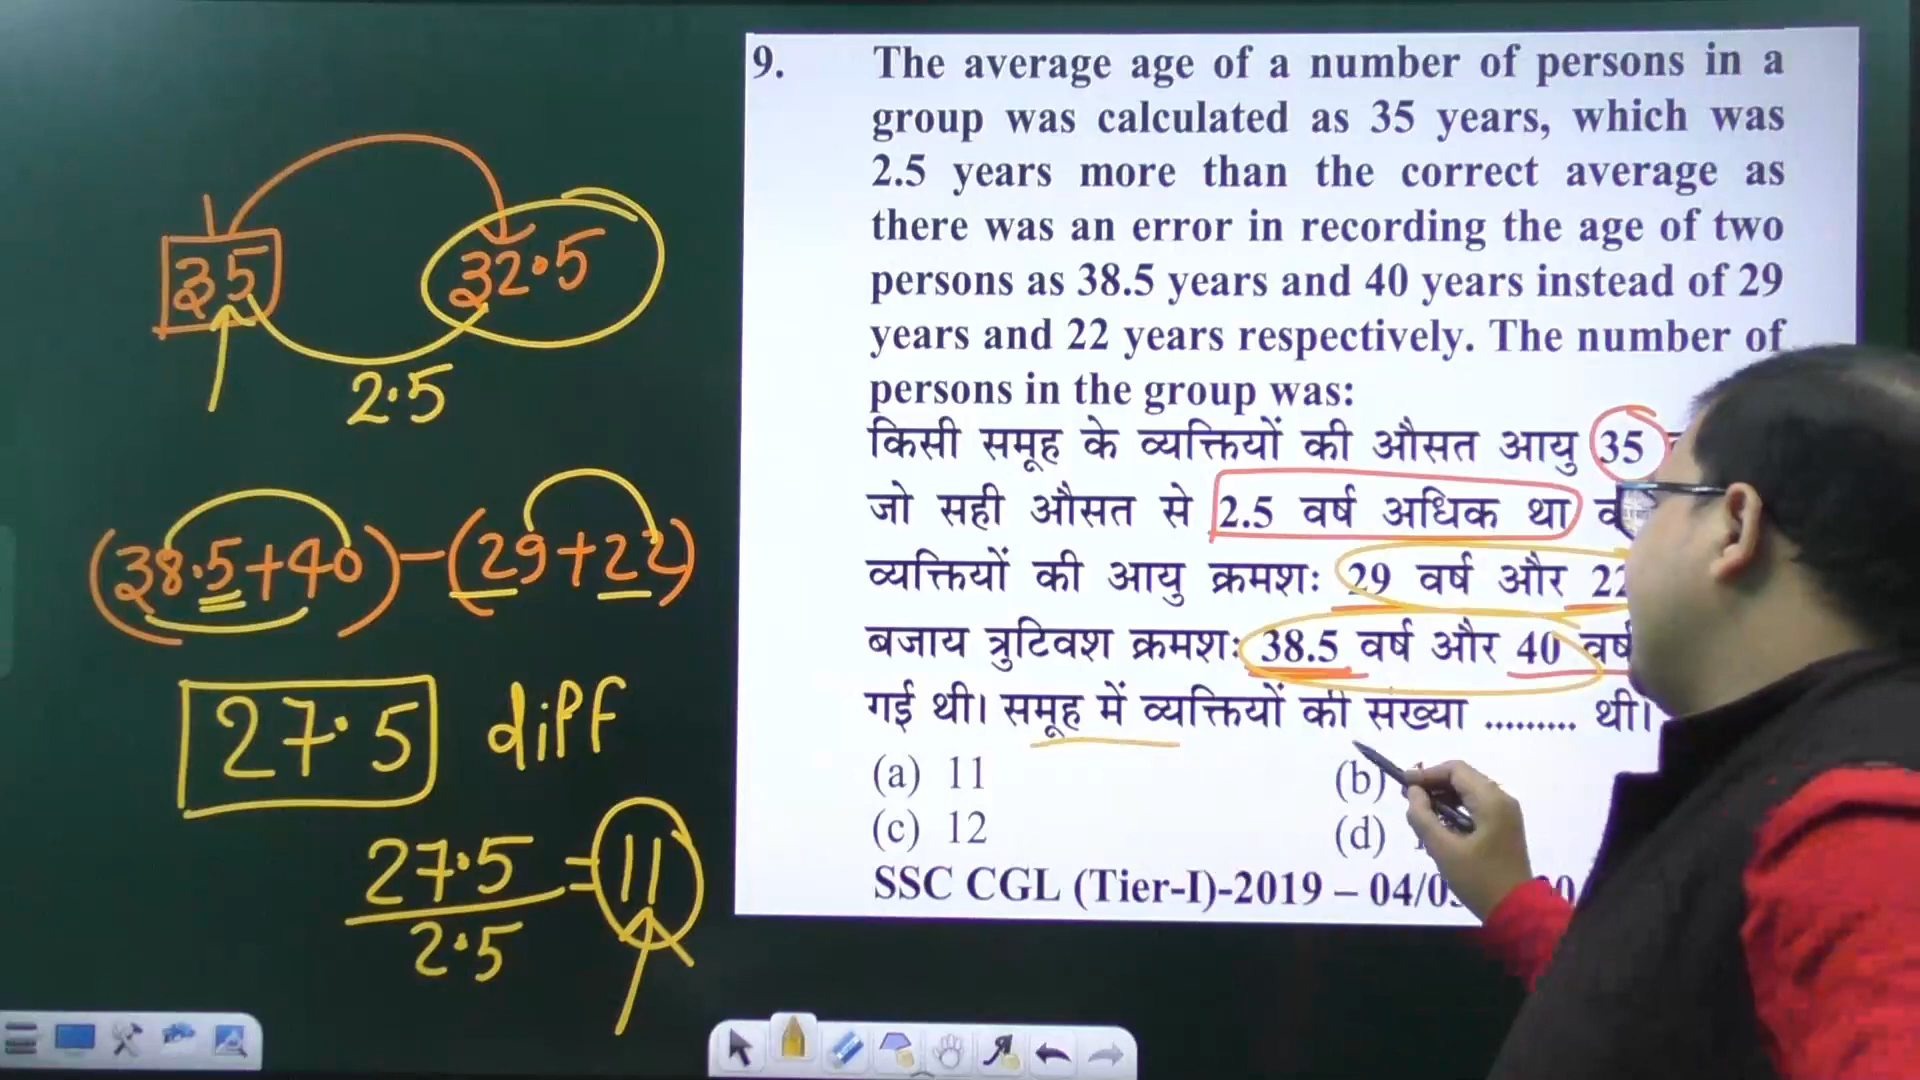 35
32.5
2.5
(38.5+40)-(29+22)
27.5 diff
27.5
2.5
=11
9. The average age of a number of persons in a
group was calculated as 35 years, which was
2.5 years more than the correct average as
there was an error in recording the age of two
persons as 38.5 years and 40 years instead of 29
years and 22 years respectively. The number of
persons in the group was:
किसी समूह के व्यक्तियों की औसत आयु 35
जो सही औसत से 2.5 वर्ष अधिक था
व्यक्तियों की आयु क्रमशः 29 वर्ष और 22
बजाय त्रुटिवश क्रमशः 38.5 वर्ष और 40 वर्ष
गई थी। समूह में व्यक्तियों की संख्या ......... थी।
(a) 11 (b)
(c) 12 (d)
SSC CGL (Tier-I)-2019 – 04/0